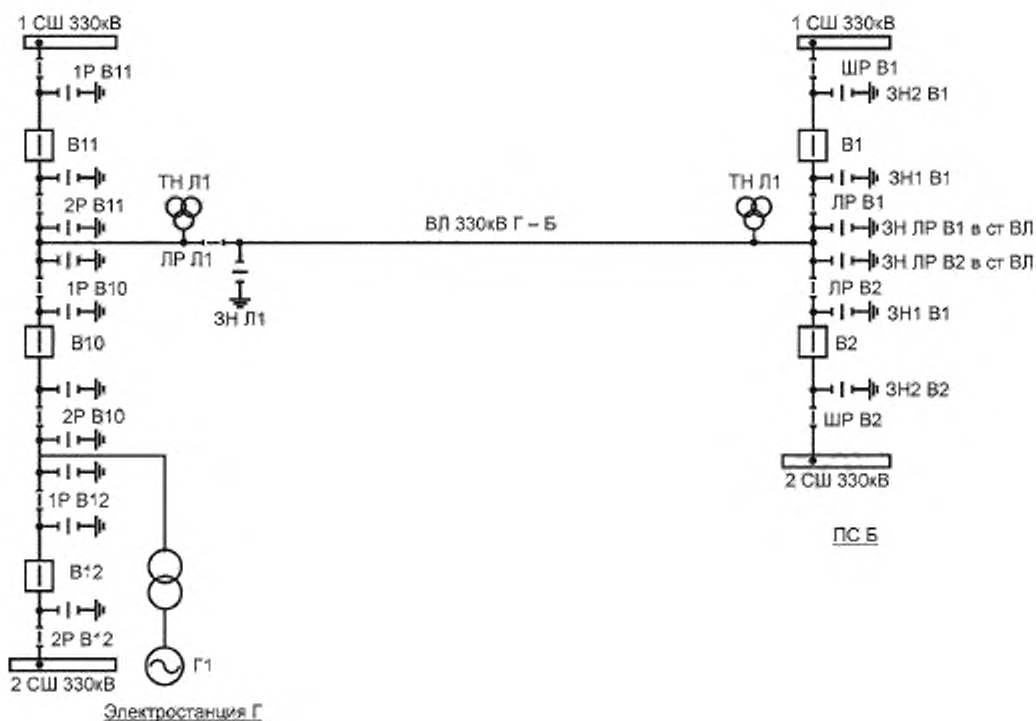 1 СШ 330кВ
1Р В11
В11
2Р В11
ТН Л1
ЛР Л1
ЗН Л1
ВЛ 330кВ Г – Б
1Р В10
В10
2Р В10
1Р В12
В12
2Р В12
2 СШ 330кВ
Г1
Электростанция Г
1 СШ 330кВ
ШР В1
ЗН2 В1
В1
ЗН1 В1
ТН Л1
ЛР В1
ЗН ЛР В1 в ст ВЛ
ЗН ЛР В2 в ст ВЛ
ЛР В2
ЗН1 В1
В2
ЗН2 В2
ШР В2
2 СШ 330кВ
ПС Б